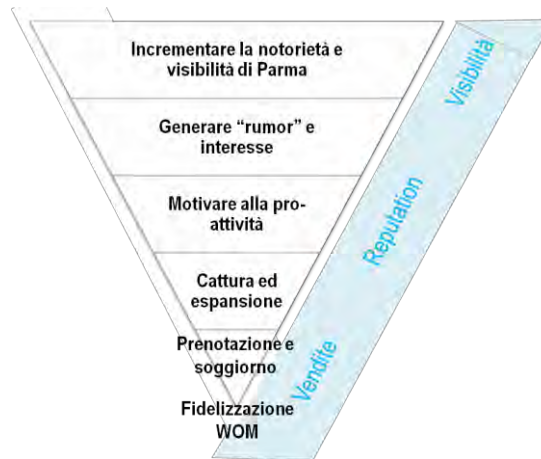 Incrementare la notorietà e
visibilità di Parma
Generare “rumor” e
interesse
Motivare alla pro-
attività
Cattura ed
espansione
Prenotazione e
soggiorno
Fidelizzazione
WOM
Visibilità
Reputation
Vendite